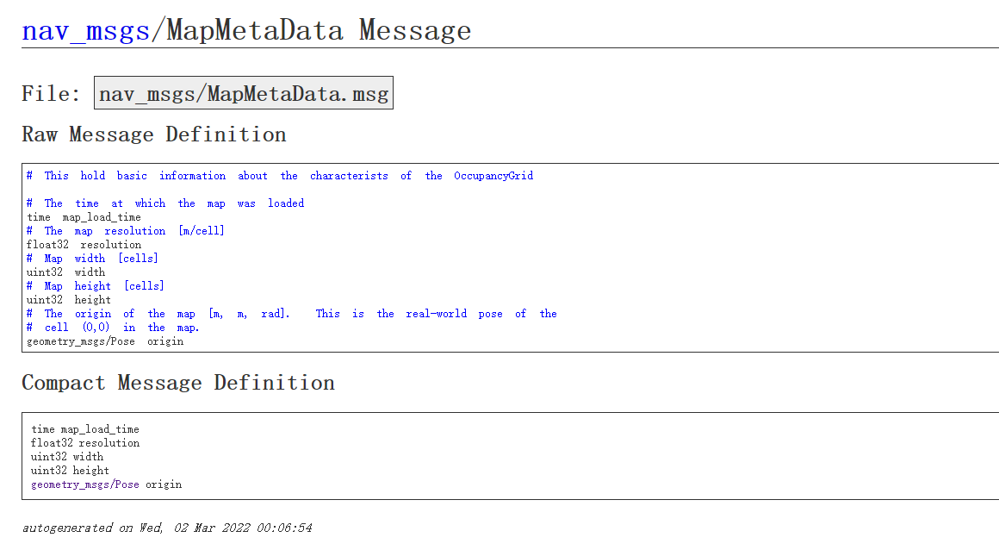 nav_msgs/MapMetaData Message
File: nav_msgs/MapMetaData.msg
Raw Message Definition
# This hold basic information about the characterists of the OccupancyGrid
# The time at which the map was loaded
time map_load_time
# The map resolution [m/cell]
float32 resolution
# Map width [cells]
uint32 width
# Map height [cells]
uint32 height
# The origin of the map [m, m, rad]. This is the real-world pose of the
# cell (0,0) in the map.
geometry_msgs/Pose origin
Compact Message Definition
time map_load_time
float32 resolution
uint32 width
uint32 height
geometry_msgs/Pose origin
autogenerated on Wed, 02 Mar 2022 00:06:54